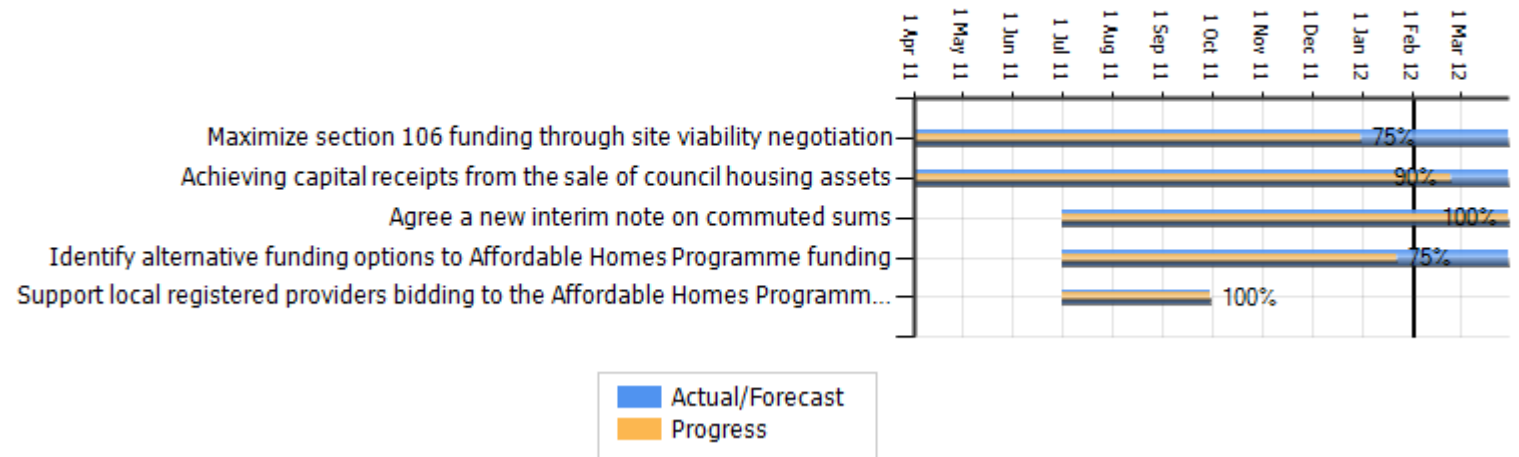 1 Apr 11
1 May 11
1 Jun 11
1 Jul 11
1 Aug 11
1 Sep 11
1 Oct 11
1 Nov 11
1 Dec 11
1 Jan 12
1 Feb 12
1 Mar 12
Maximize section 106 funding through site viability negotiation
75%
Achieving capital receipts from the sale of council housing assets
90%
Agree a new interim note on commuted sums
100%
Identify alternative funding options to Affordable Homes Programme funding
75%
Support local registered providers bidding to the Affordable Homes Programm...
100%
Actual/Forecast
Progress